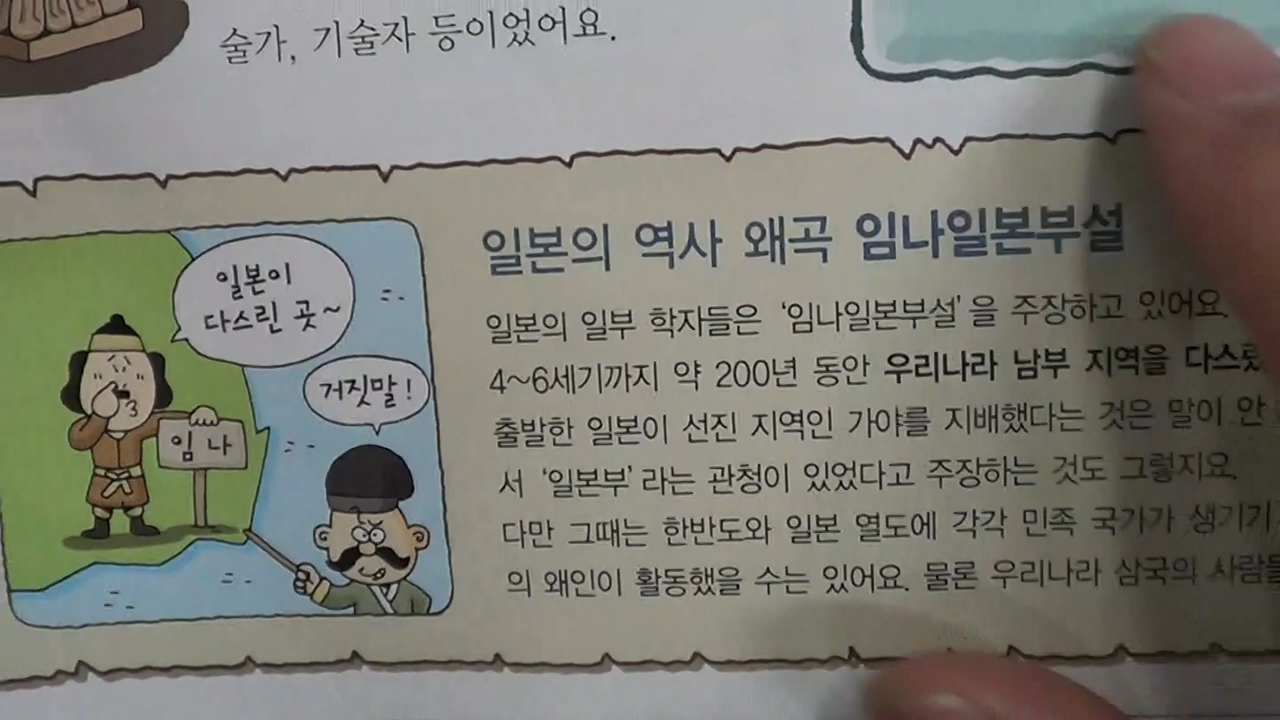 술가, 기술자 등이었어요.
일본이
다스린 곳~
거짓말!
임나
일본의 역사 왜곡 임나일본부설
일본의 일부 학자들은 '임나일본부설'을 주장하고 있어요.
4~6세기까지 약 200년 동안 우리나라 남부 지역을
출발한 일본이 선진 지역인 가야를 지배했다는 것은 말이 안
서 '일본부'라는 관청이 있었다고 주장하는 것도 그렇지요.
다만 그때는 한반도와 일본 열도에 각각 민족 국가가 생기기
의 왜인이 활동했을 수는 있어요. 물론 우리나라 삼국의